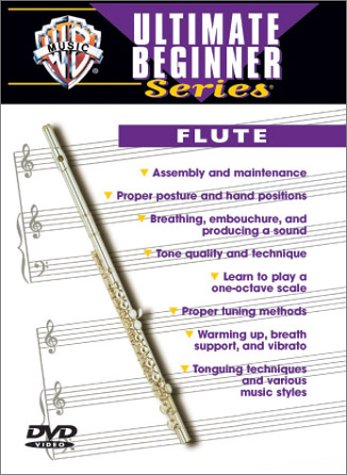 WB
MUSIC
ULTIMATE
BEGINNER
Series®
FLUTE
Assembly and maintenance
Proper posture and hand positions
Breathing, embouchure, and
producing a sound
Tone quality and technique
Learn to play a
one-octave scale
Proper tuning methods
Warming up, breath
support, and vibrato
Tonguing techniques
and various
music styles
DVD
VIDEO